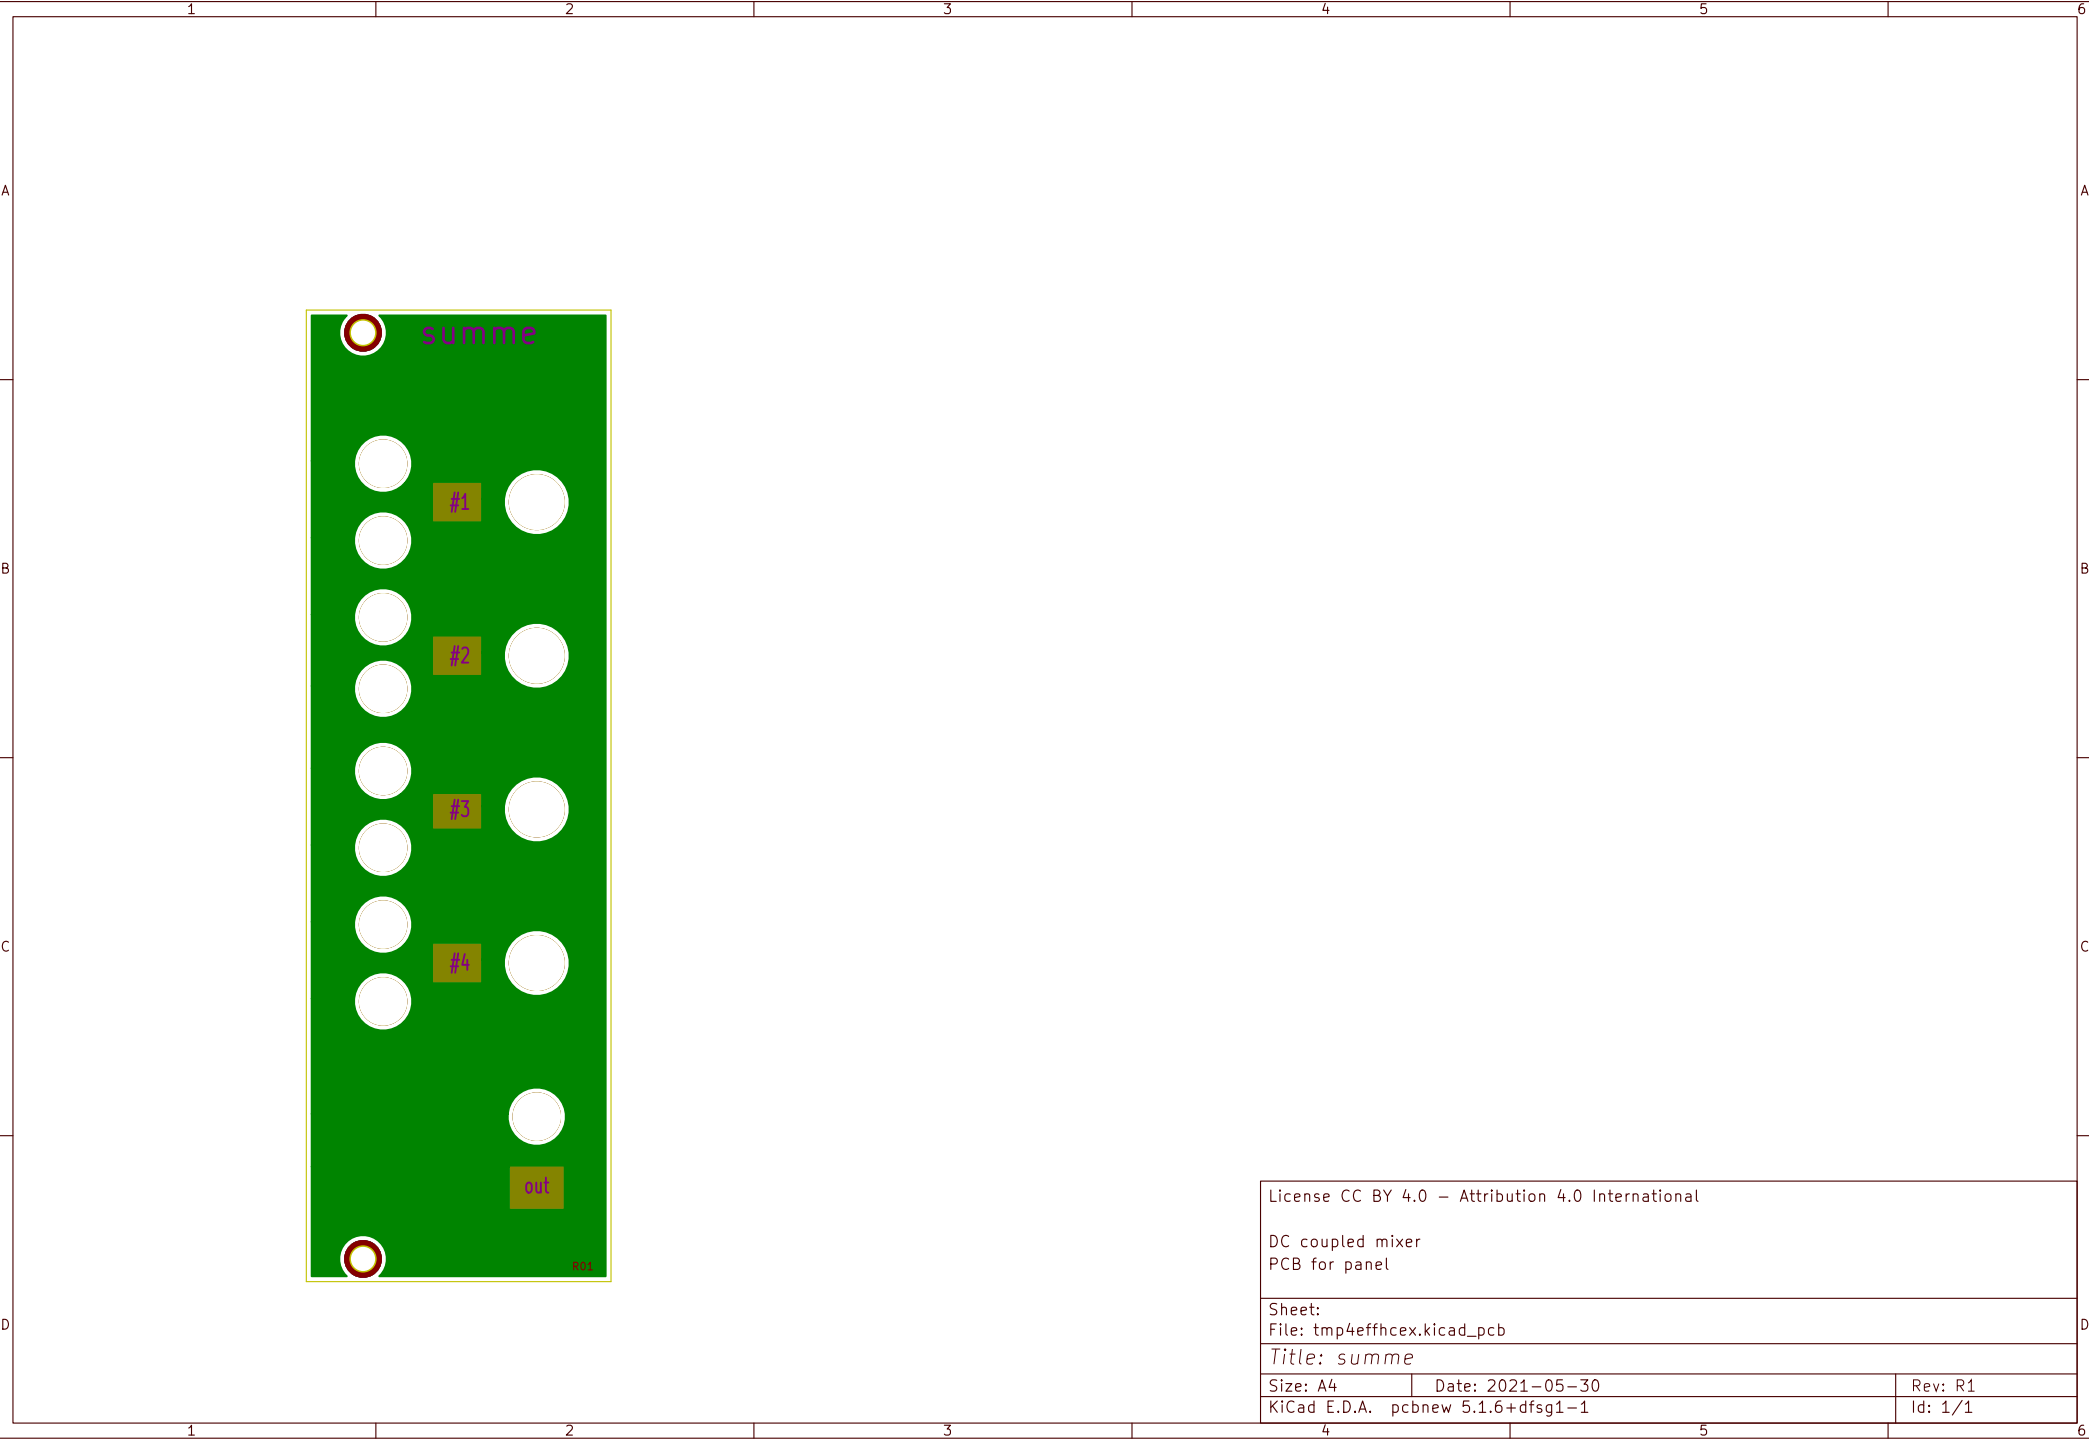 1 2 3 4 5 6
A A
summe
#1
B B
#2
#3
C C
#4
out
R01
D D
License CC BY 4.0 - Attribution 4.0 International
DC coupled mixer
PCB for panel
Sheet:
File: tmp4effhcex.kicad_pcb
Title: summe
Size: A4 Date: 2021-05-30 Rev: R1
KiCad E.D.A. pcbnew 5.1.6+dfsg1-1 Id: 1/1
1 2 3 4 5 6